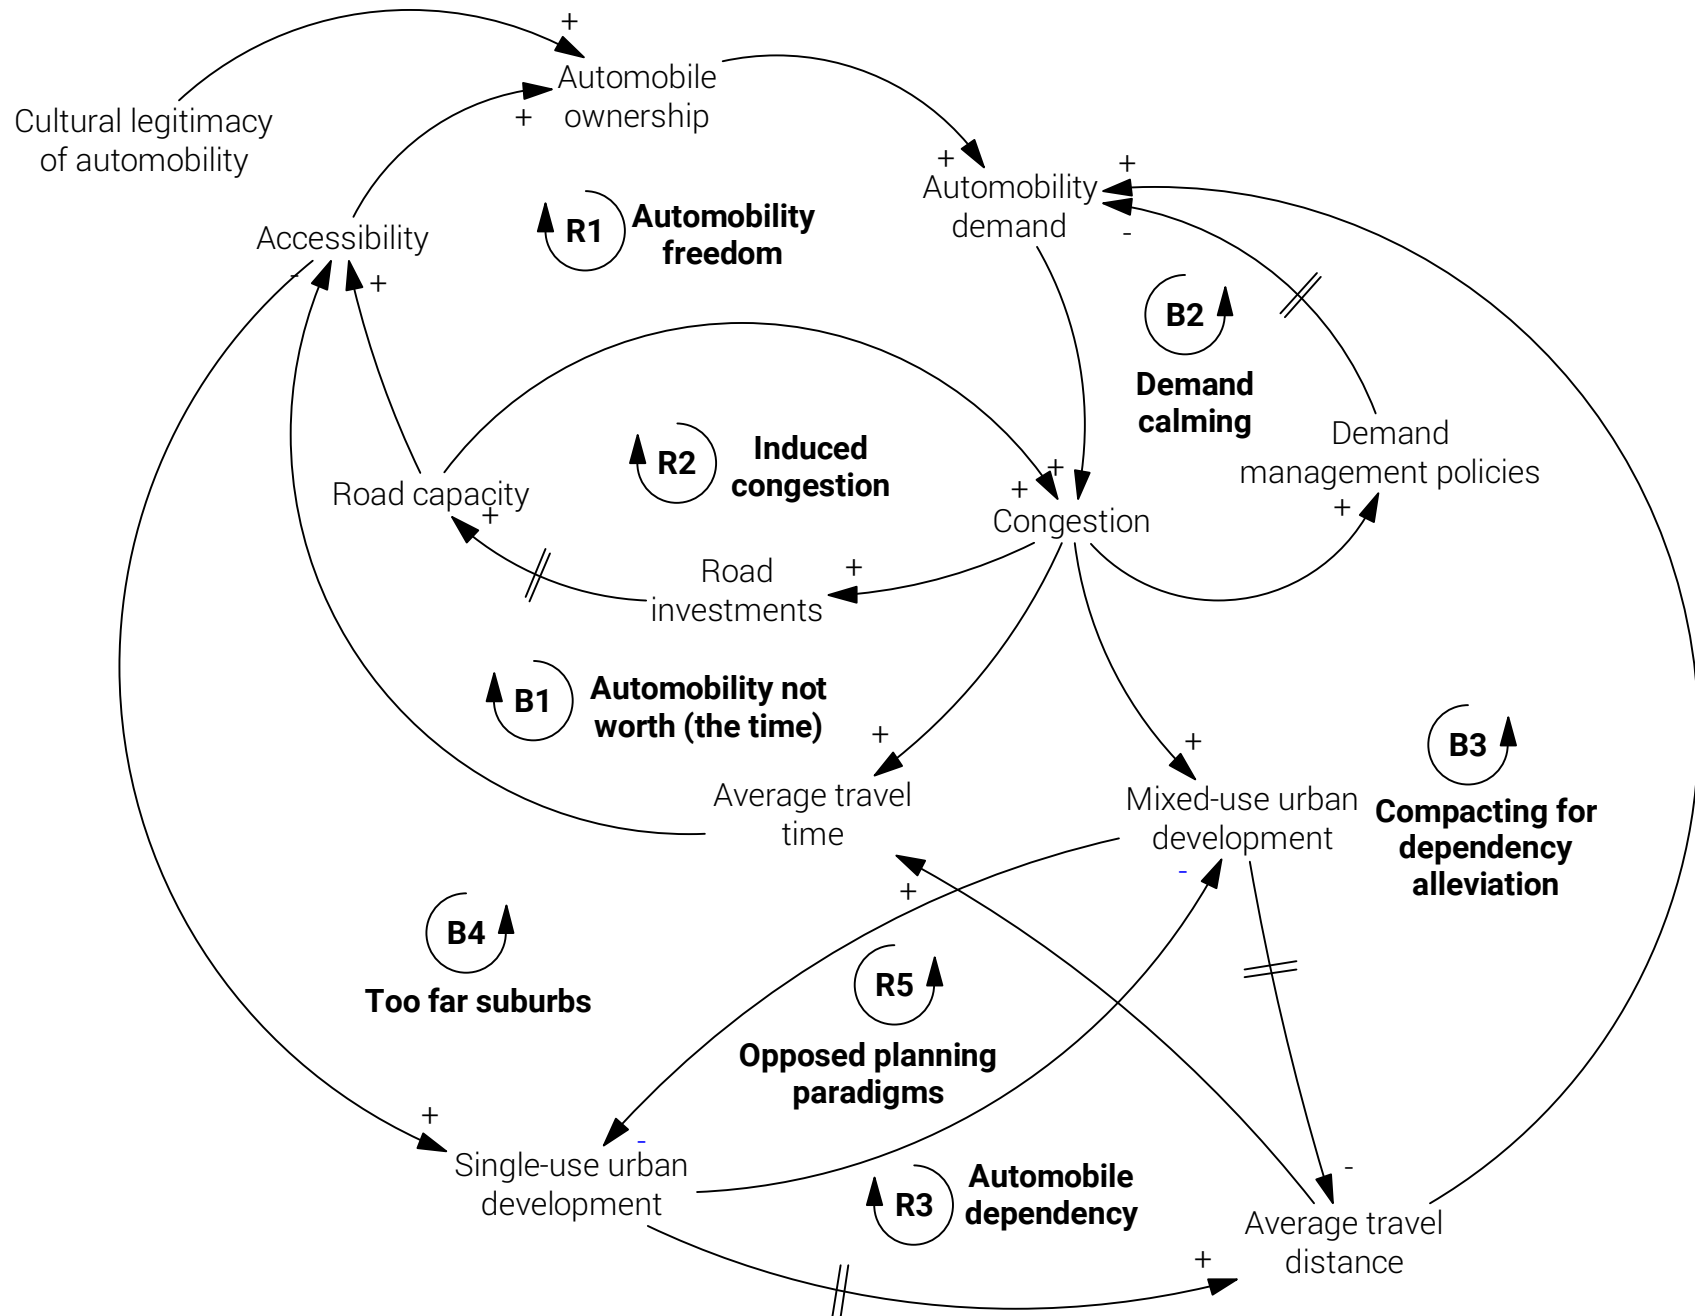 +
Automobile
ownership
+
Cultural legitimacy
of automobility
+
Automobility
demand
+
-
Accessibility
-
+
R1
Automobility
freedom
B2
Demand
calming
Demand
management policies
+
R2
Induced
congestion
Road capacity
+
+
+
Congestion
Road
investments
+
B1
Automobility not
worth (the time)
+
Average travel
time
+
+
Mixed-use urban
development
-
B3
Compacting for
dependency
alleviation
B4
Too far suburbs
R5
Opposed planning
paradigms
+
Single-use urban
development
-
R3
Automobile
dependency
-
Average travel
distance
+